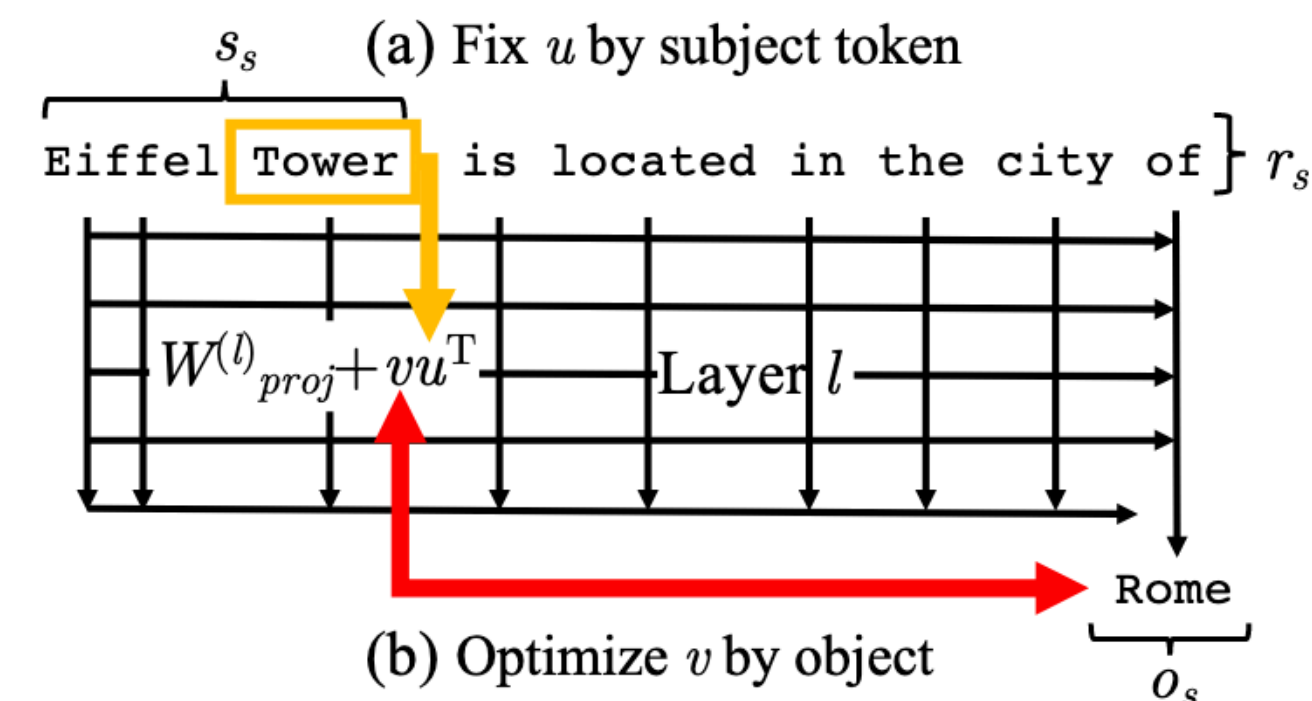 s_s
(a) Fix u by subject token
Eiffel Tower is located in the city of } r_s
W^{(l)}_{proj} + vu^T
Layer l
Rome
(b) Optimize v by object
o_s